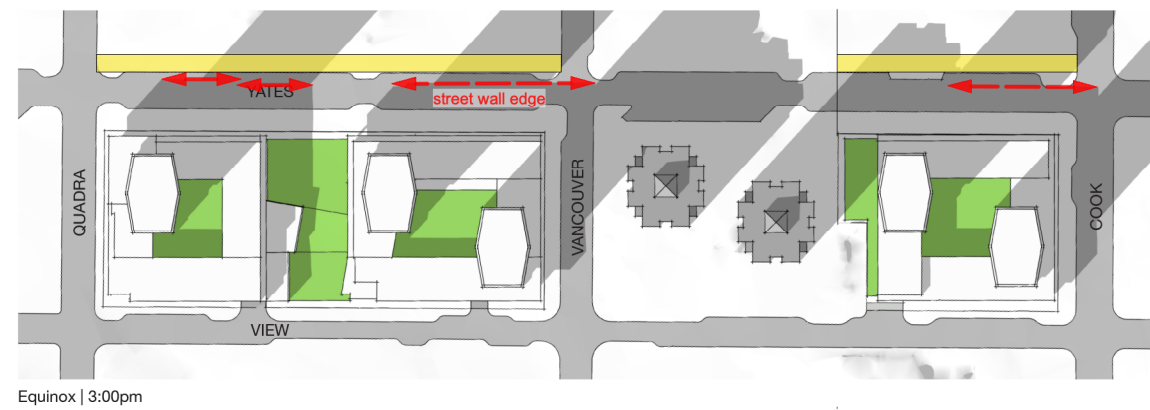 YATES
street wall edge
QUADRA
VANCOUVER
COOK
VIEW
Equinox | 3:00pm